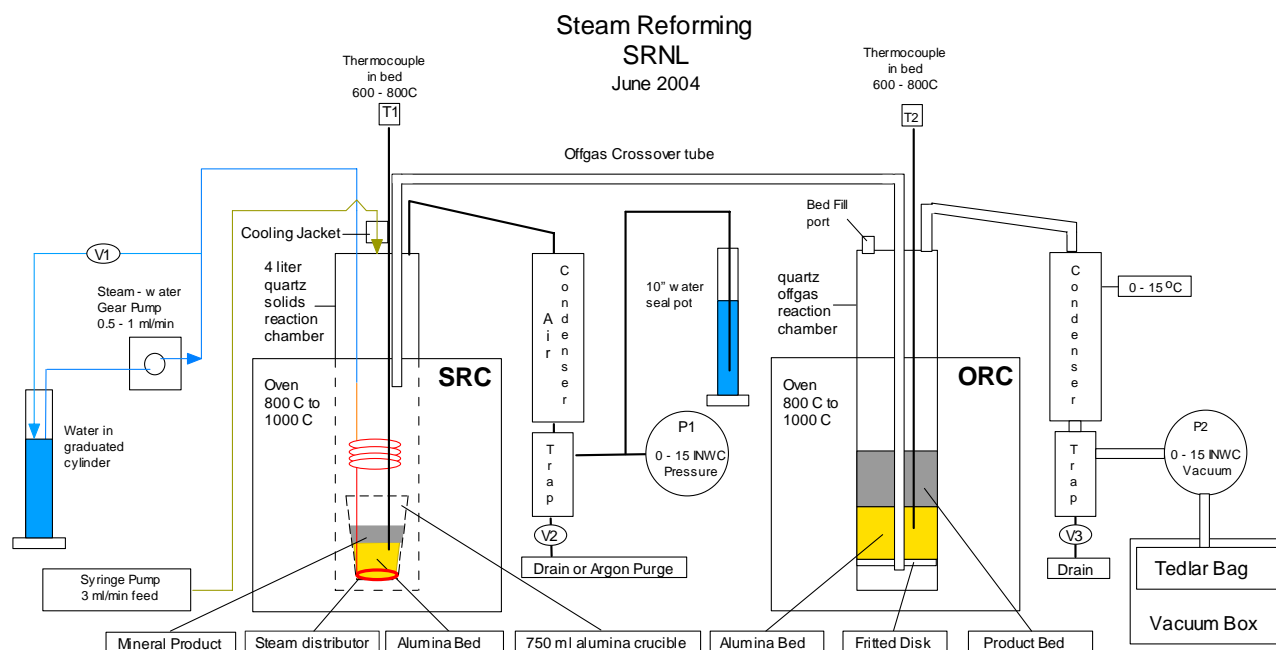 Steam Reforming
SRNL
June 2004
Thermocouple
in bed
600 - 800C
T1
Thermocouple
in bed
600 - 800C
T2
Offgas Crossover tube
Bed Fill
port
Cooling Jacket
V1
4 liter
quartz
solids
reaction
chamber
Steam - water
Gear Pump
0.5 - 1 ml/min
Air
Condenser
10” water
seal pot
quartz
offgas
reaction
chamber
Condenser
0 - 15 ºC
SRC
Oven
800 C to
1000 C
ORC
Oven
800 C to
1000 C
Water in
graduated
cylinder
Trap
P1
0 - 15 INWC
Pressure
Trap
P2
0 - 15 INWC
Vacuum
V2
Drain or Argon Purge
V3
Drain
Syringe Pump
3 ml/min feed
Tedlar Bag
Vacuum Box
Mineral Product
Steam distributor
Alumina Bed
750 ml alumina crucible
Alumina Bed
Fritted Disk
Product Bed